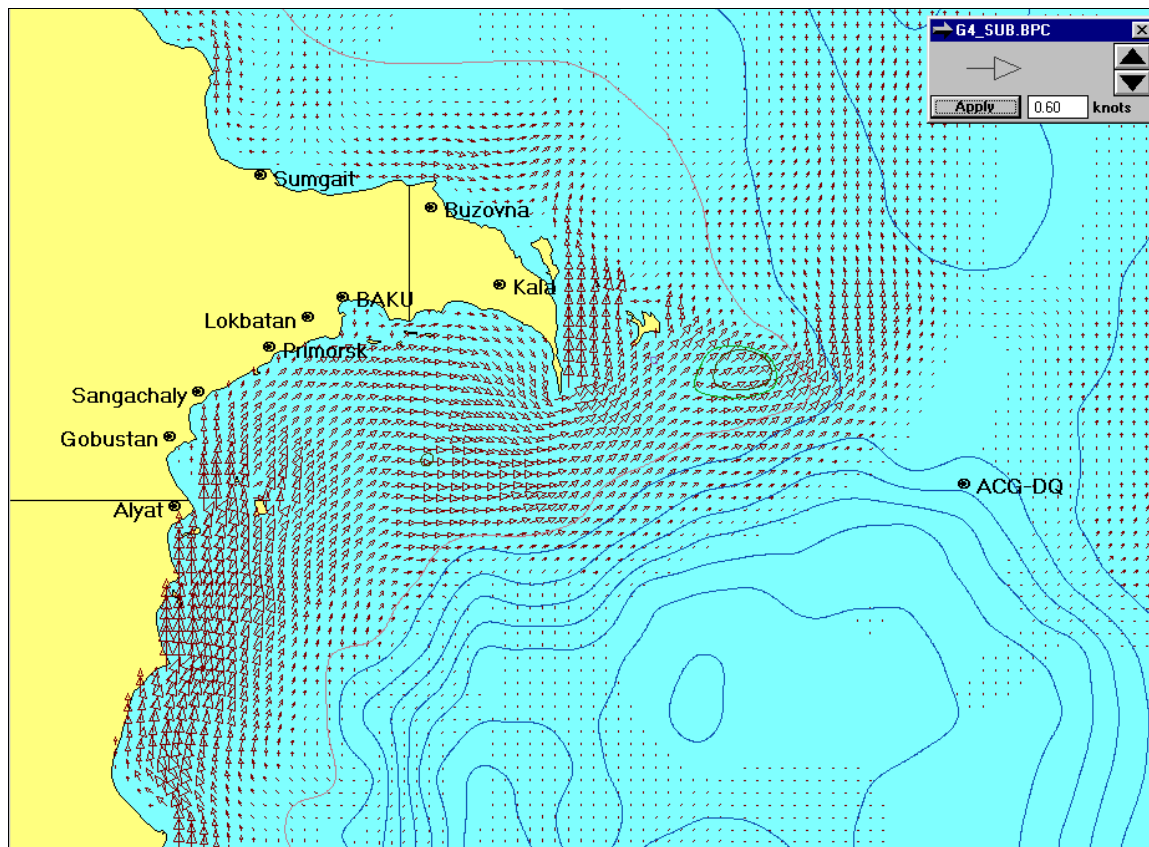 G4_SUB.BPC
Apply 0.60 knots
Sumgait
Buzovna
Kala
BAKU
Lokbatan
Primorsk
Sangachaly
Gobustan
ACG-DQ
Alyat